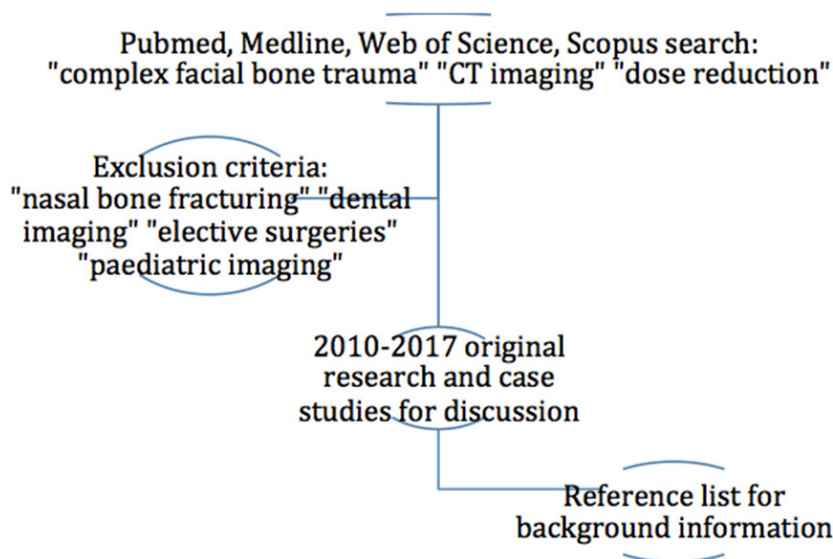 Pubmed, Medline, Web of Science, Scopus search:
"complex facial bone trauma" "CT imaging" "dose reduction"
Exclusion criteria:
"nasal bone fracturing" "dental
imaging" "elective surgeries"
"paediatric imaging"
2010-2017 original
research and case
studies for discussion
Reference list for
background information